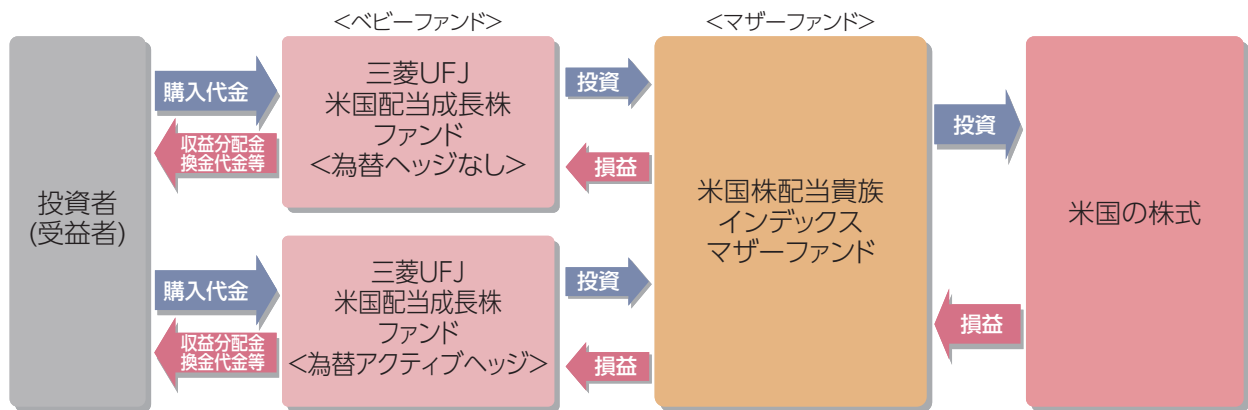 <ベビーファンド>
<マザーファンド>
投資者
(受益者)
購入代金
収益分配金
換金代金等
三菱UFJ
米国配当成長株
ファンド
<為替ヘッジなし>
投資
損益
購入代金
収益分配金
換金代金等
三菱UFJ
米国配当成長株
ファンド
<為替アクティブヘッジ>
投資
損益
米国株配当貴族
インデックス
マザーファンド
投資
損益
米国の株式